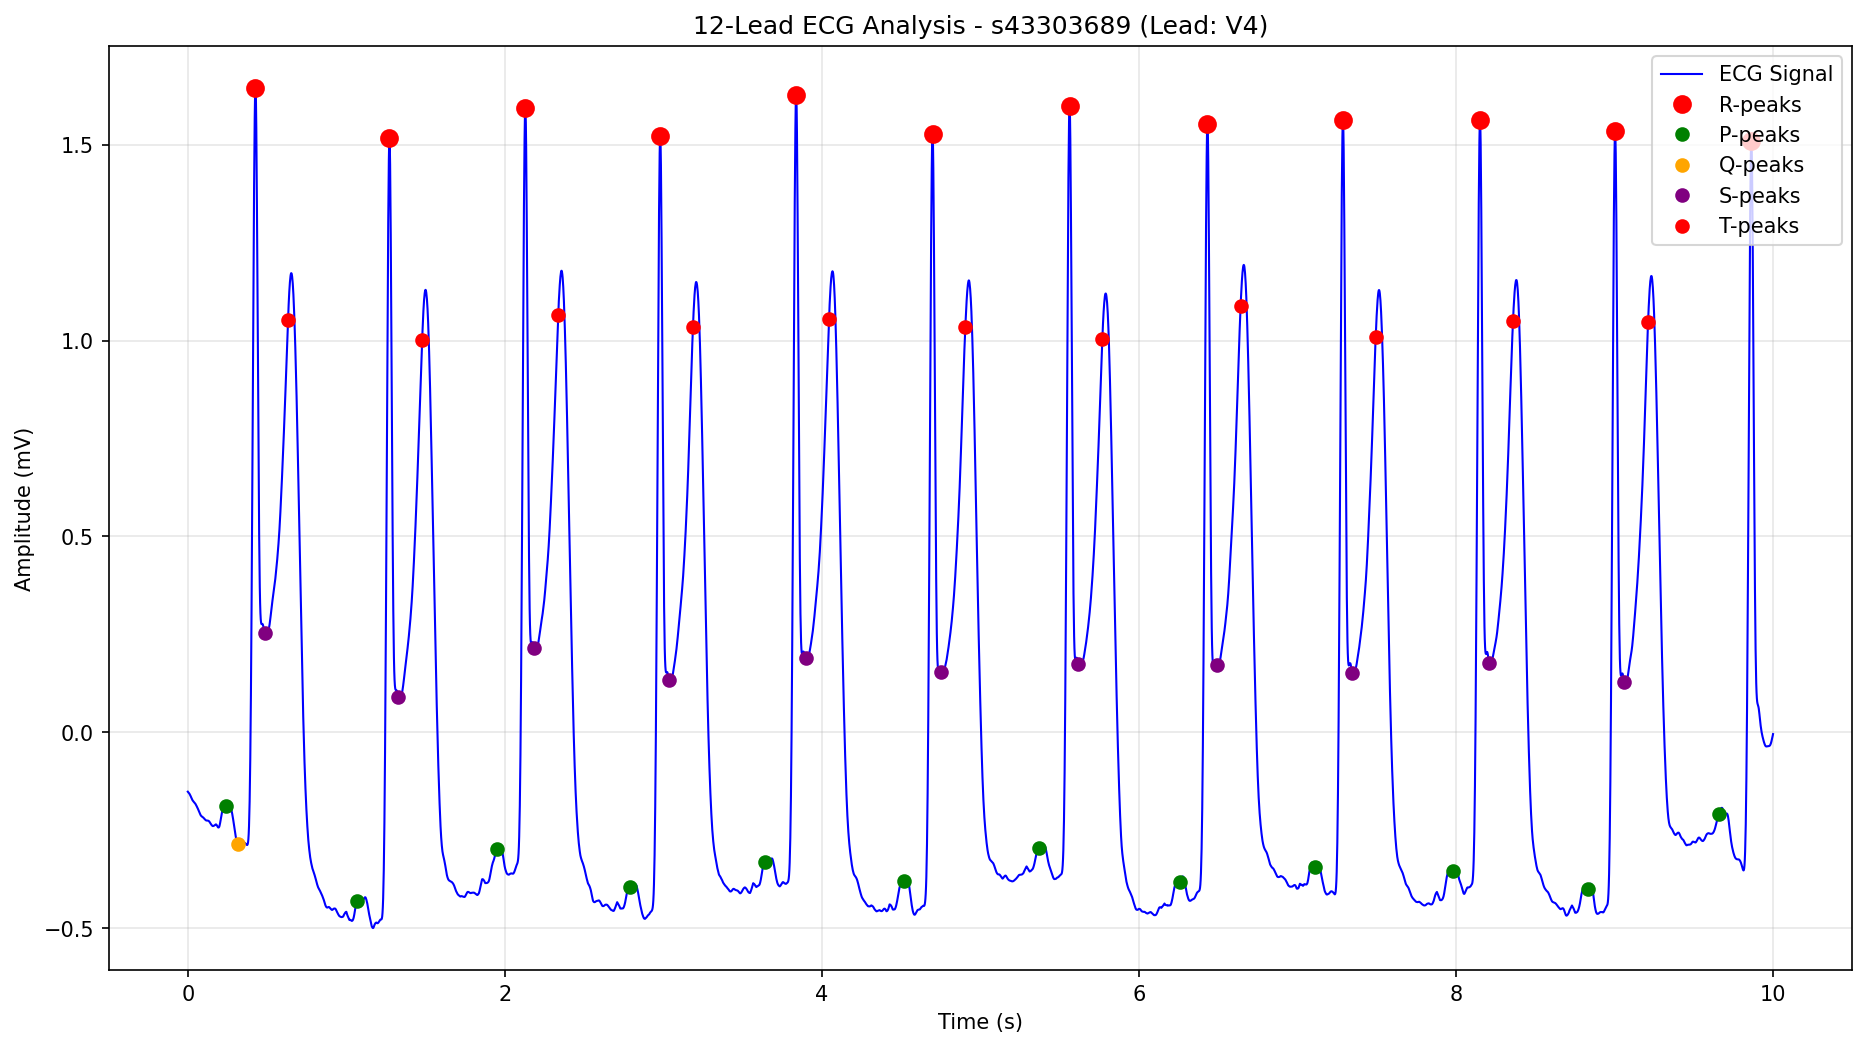 12-Lead ECG Analysis - s43303689 (Lead: V4)
ECG Signal
R-peaks
P-peaks
Q-peaks
S-peaks
T-peaks
Amplitude (mV)
1.5
1.0
0.5
0.0
−0.5
0 2 4 6 8 10
Time (s)